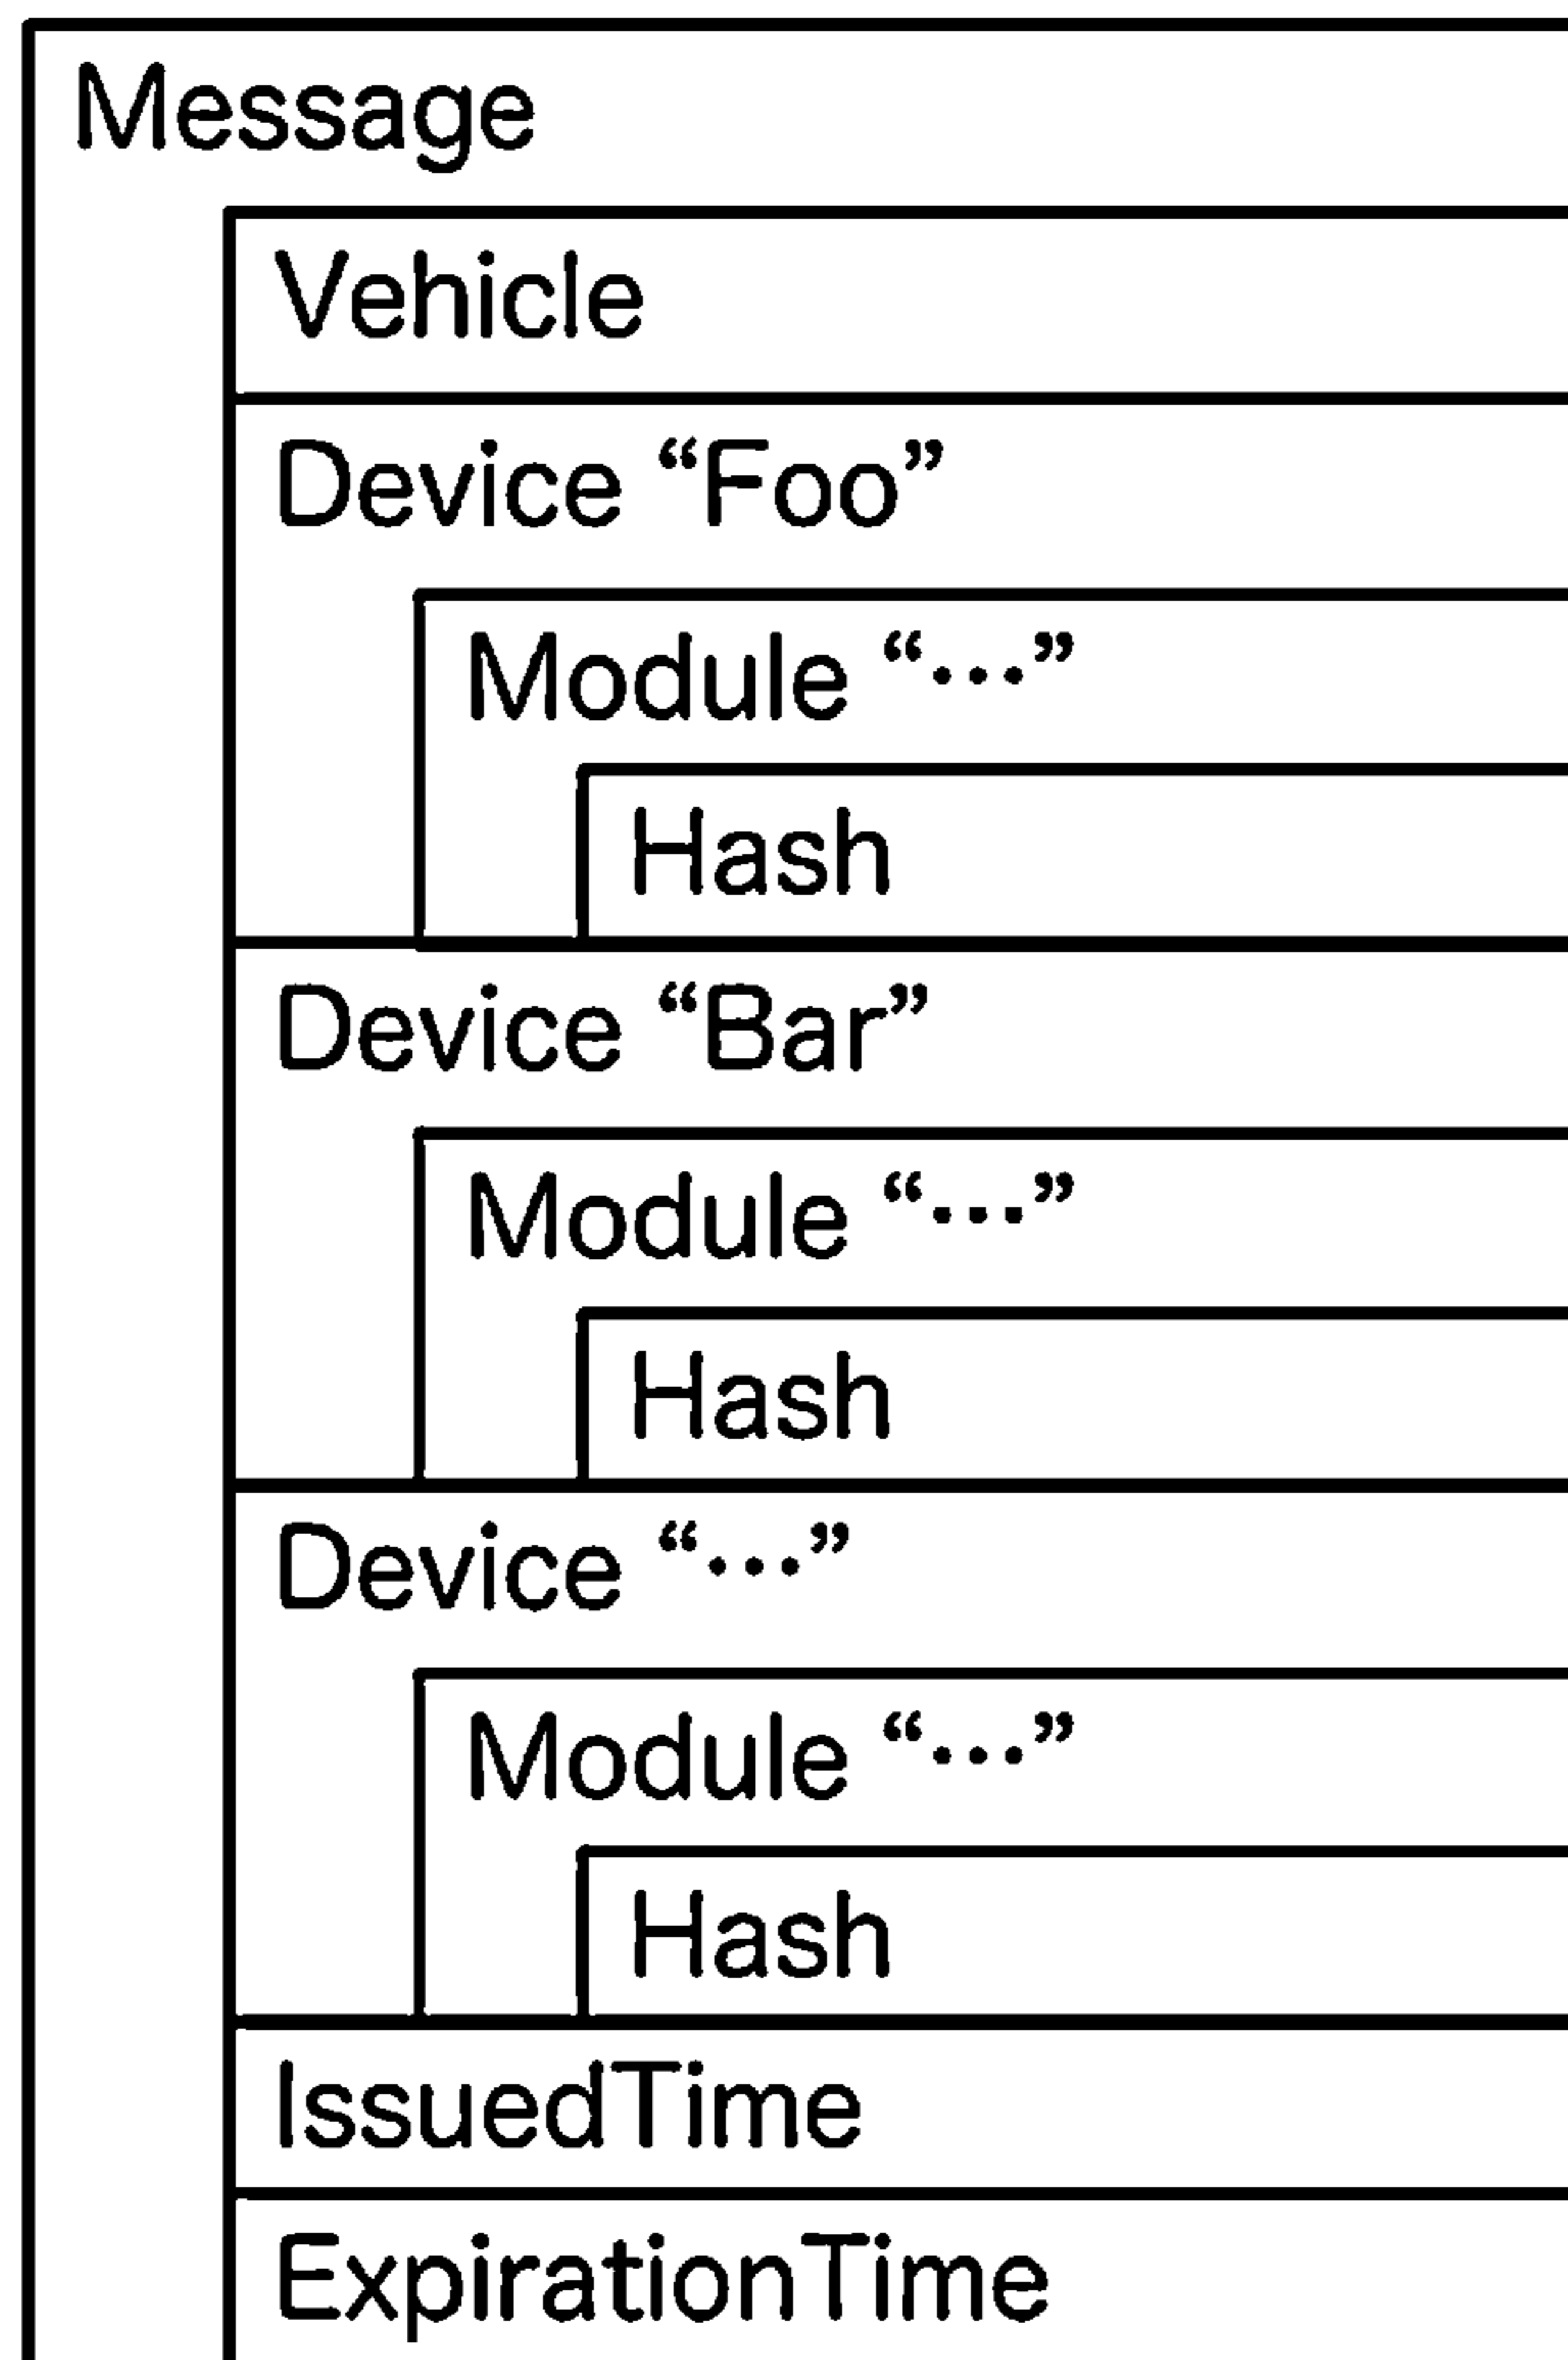 Message
Vehicle
Device “Foo”
Module “···”
Hash
Device “Bar”
Module “···”
Hash
Device “···”
Module “···”
Hash
IssuedTime
ExpirationTime